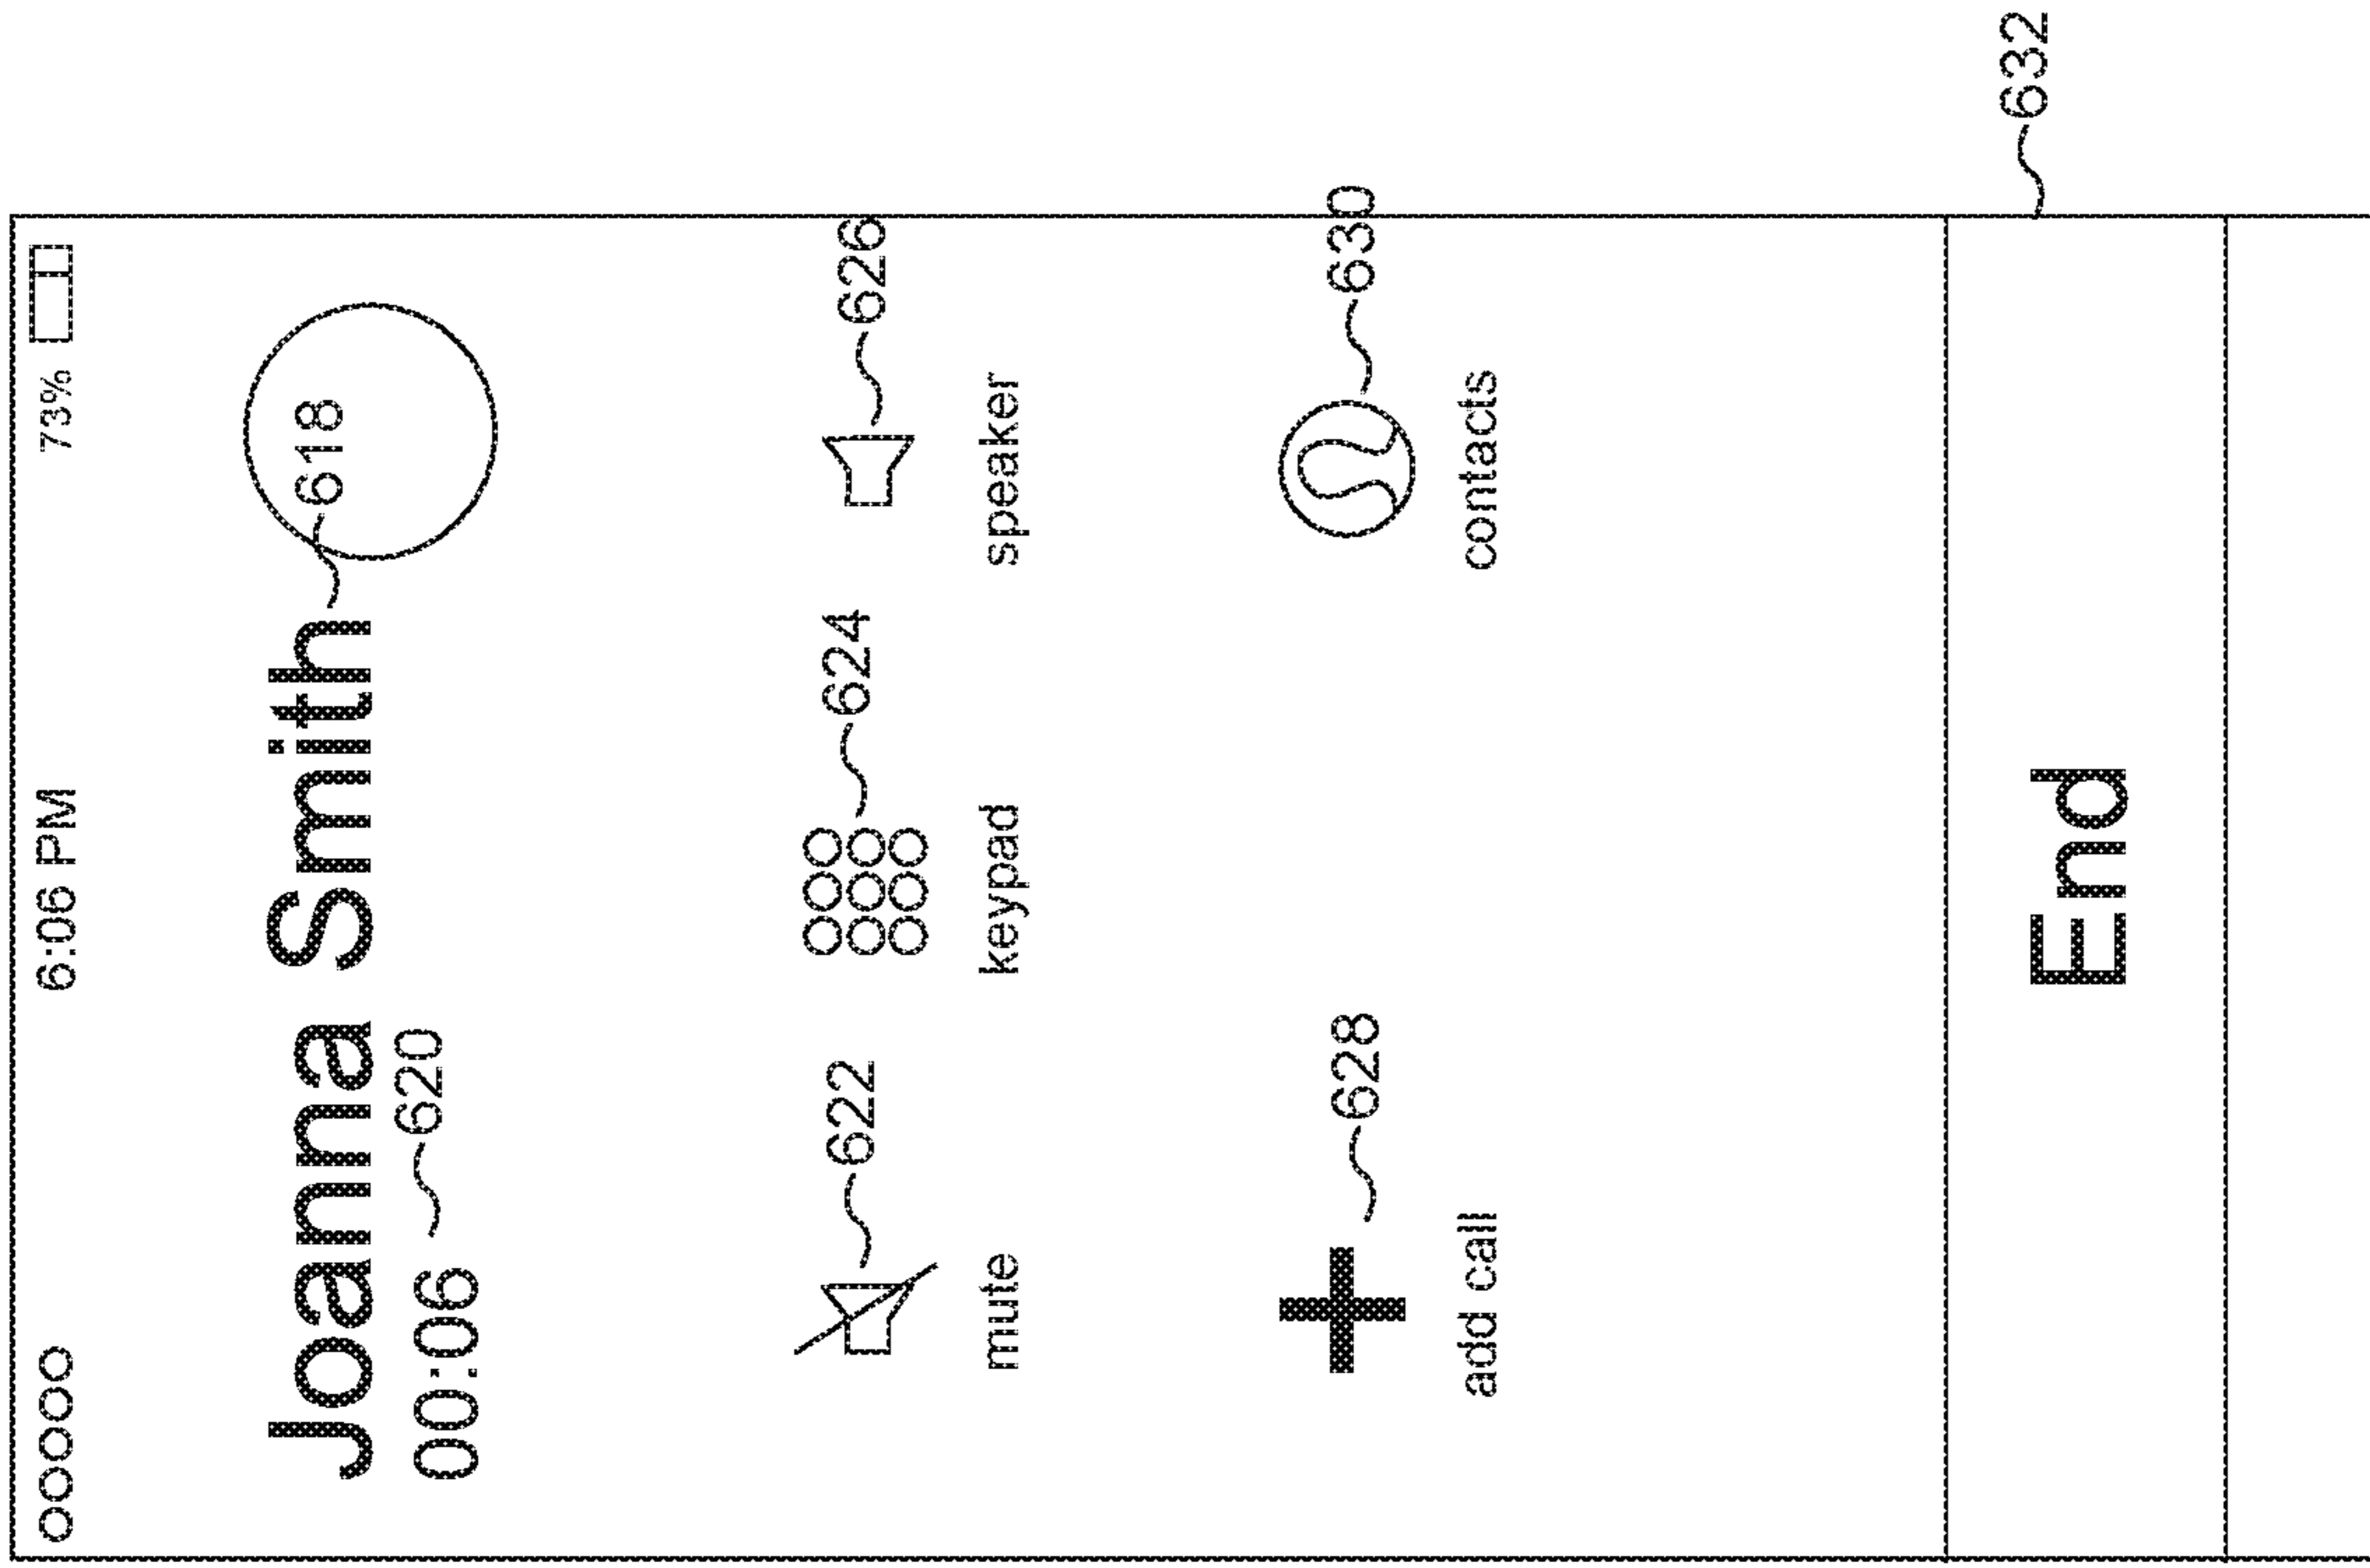 6:06 PM 73%
Joanna Smith 618
00:06 620
622 624 626
mute keypad speaker
628 630
add call contacts
End 632